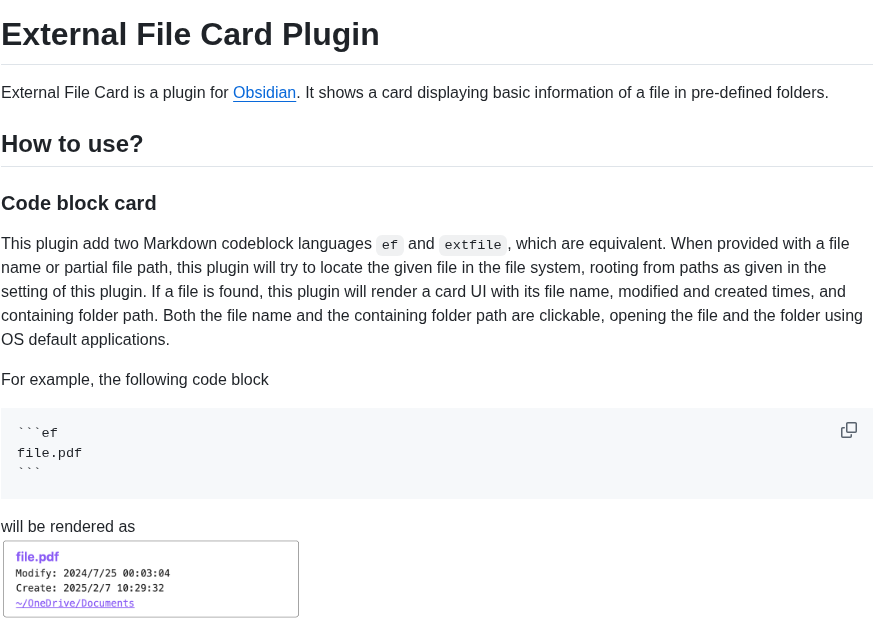 External File Card Plugin
External File Card is a plugin for Obsidian. It shows a card displaying basic information of a file in pre-defined folders.
How to use?
Code block card
This plugin add two Markdown codeblock languages ef and extfile, which are equivalent. When provided with a file
name or partial file path, this plugin will try to locate the given file in the file system, rooting from paths as given in the
setting of this plugin. If a file is found, this plugin will render a card UI with its file name, modified and created times, and
containing folder path. Both the file name and the containing folder path are clickable, opening the file and the folder using
OS default applications.
For example, the following code block
```ef
file.pdf
```
will be rendered as
file.pdf
Modify: 2024/7/25 00:03:04
Create: 2025/2/7 10:29:32
~/OneDrive/Documents